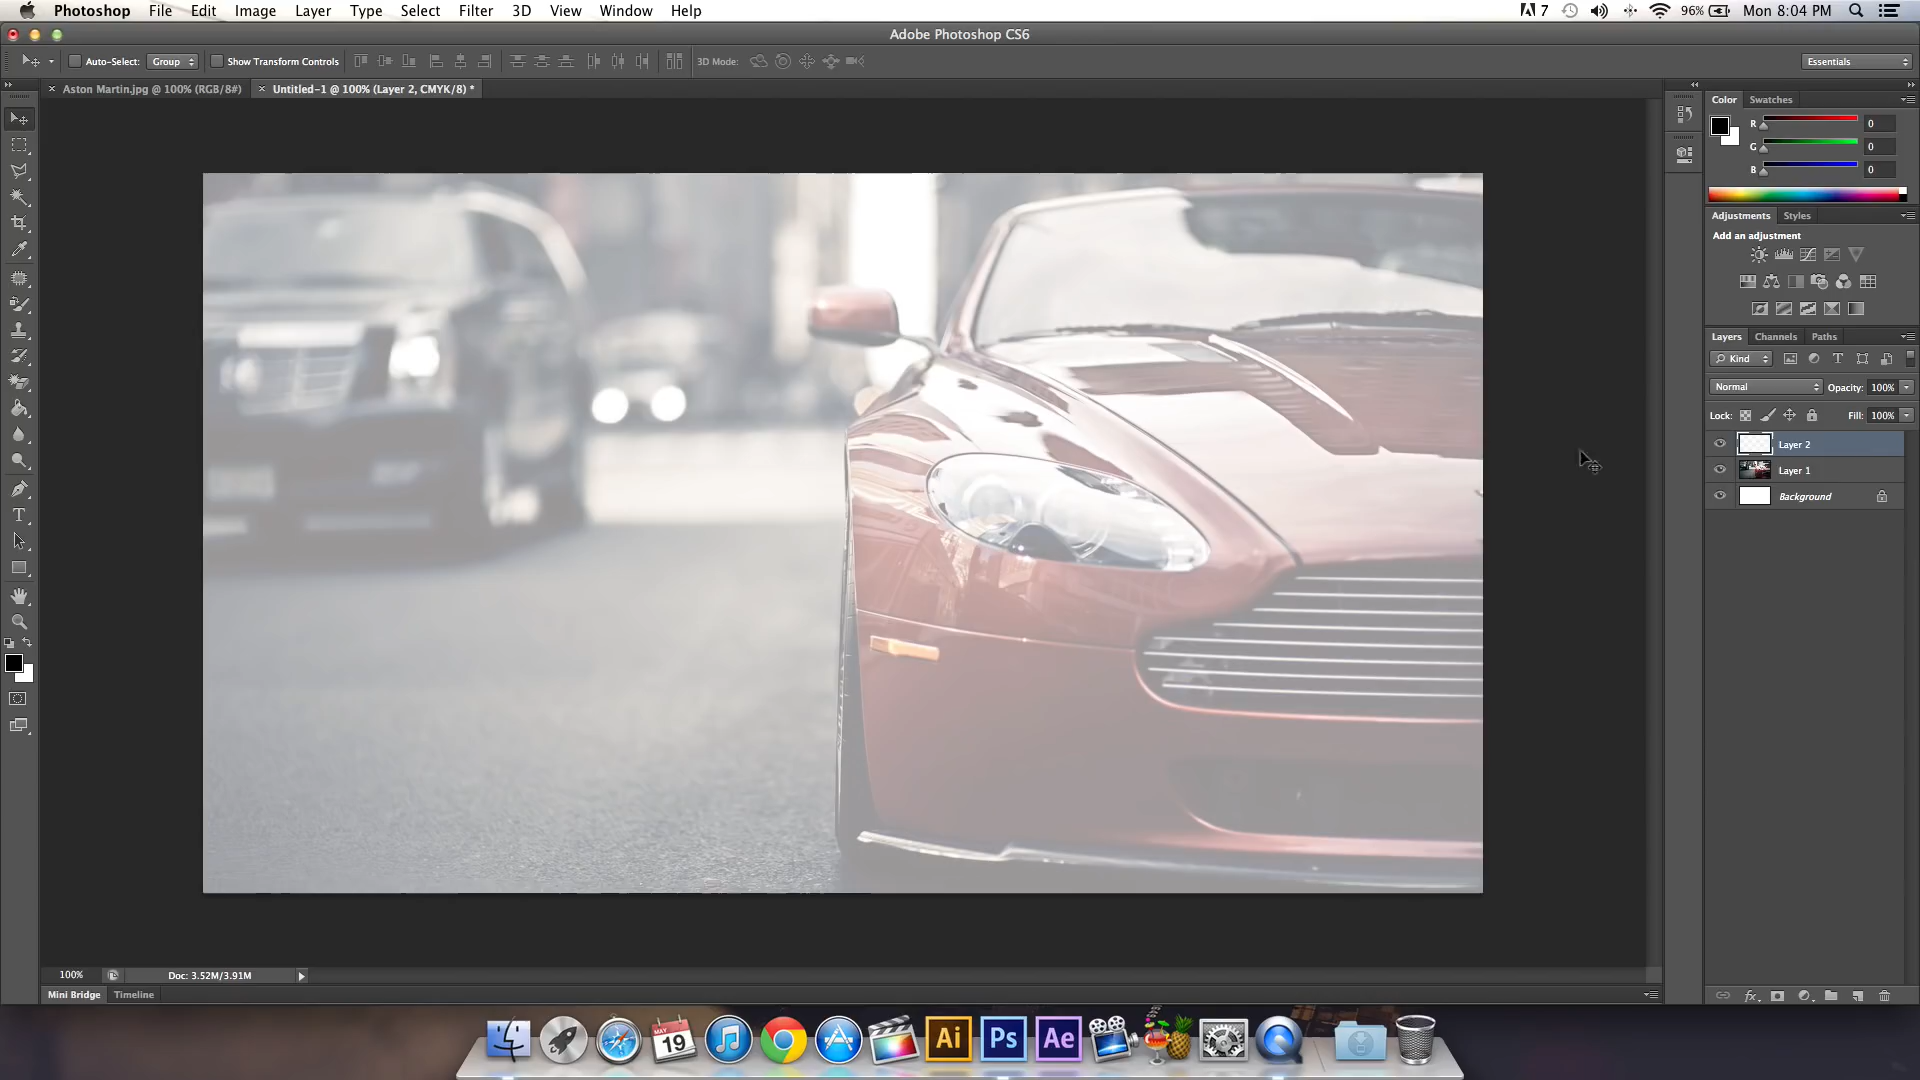 Photoshop File Edit Image Layer Type Select Filter 3D View Window Help 7 96% Mon 8:04 PM
Adobe Photoshop CS6
Auto-Select: Group Show Transform Controls 3D Mode: Essentials
× Aston Martin.jpg @ 100% (RGB/8#) × Untitled-1 @ 100% (Layer 2, CMYK/8) *
Color Swatches
R 0
G 0
B 0
Adjustments Styles
Add an adjustment
Layers Channels Paths
Kind T
Normal Opacity: 100%
Lock: Fill: 100%
Layer 2
Layer 1
Background
T
100% Doc: 3.52M/3.91M
Mini Bridge Timeline
fx
MAY
19
Ai
Ps
Ae